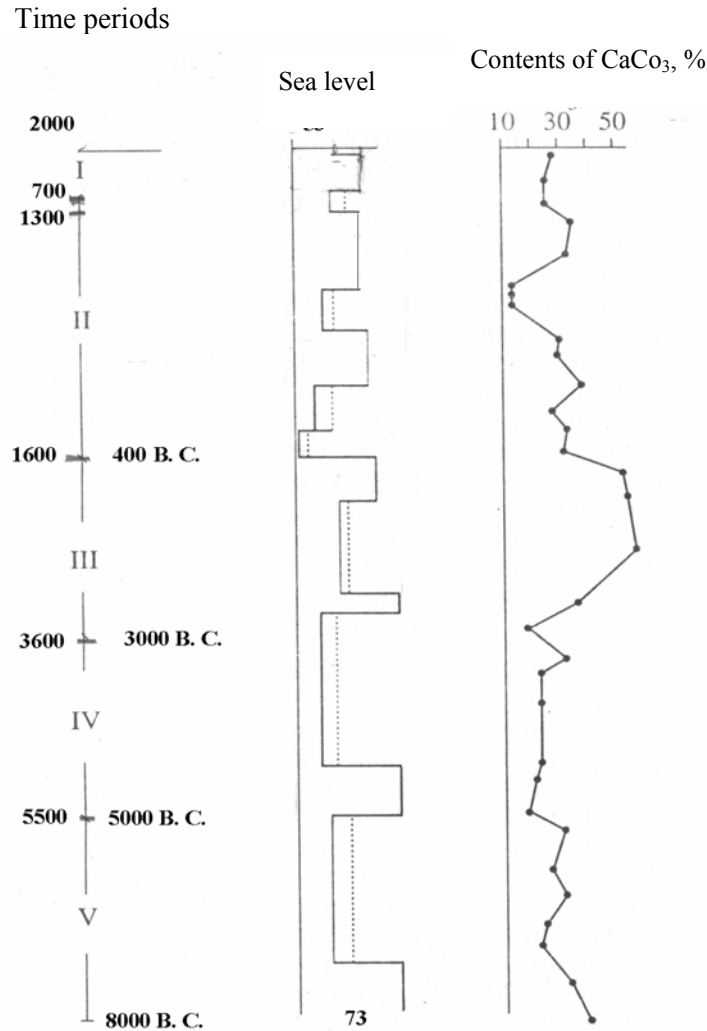 Time periods
Sea level
Contents of CaCo₃, %
2000
10 30 50
I
700
1300
II
1600 400 B. C.
III
3600 3000 B. C.
IV
5500 5000 B. C.
V
8000 B. C.
73